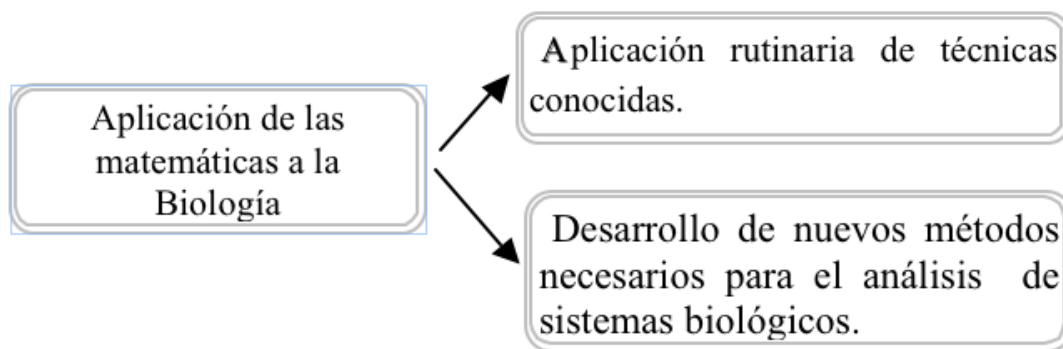 Aplicación de las
matemáticas a la
Biología
Aplicación rutinaria de técnicas
conocidas.
Desarrollo de nuevos métodos
necesarios para el análisis de
sistemas biológicos.